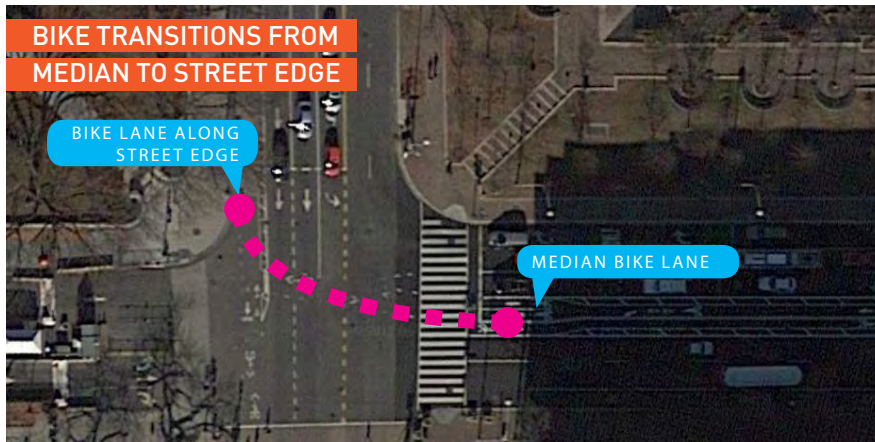 BIKE TRANSITIONS FROM
MEDIAN TO STREET EDGE
BIKE LANE ALONG
STREET EDGE
MEDIAN BIKE LANE